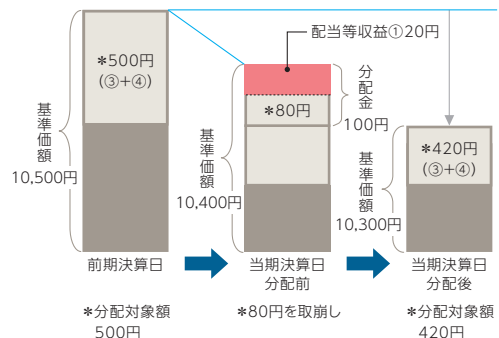 配当等収益①20円
*500円
(③+④)
分配金
100円
*80円
基準価額
10,500円
基準価額
10,400円
*420円
(③+④)
基準価額
10,300円
前期決算日
当期決算日
分配前
当期決算日
分配後
*分配対象額
500円
*80円を取崩し
*分配対象額
420円